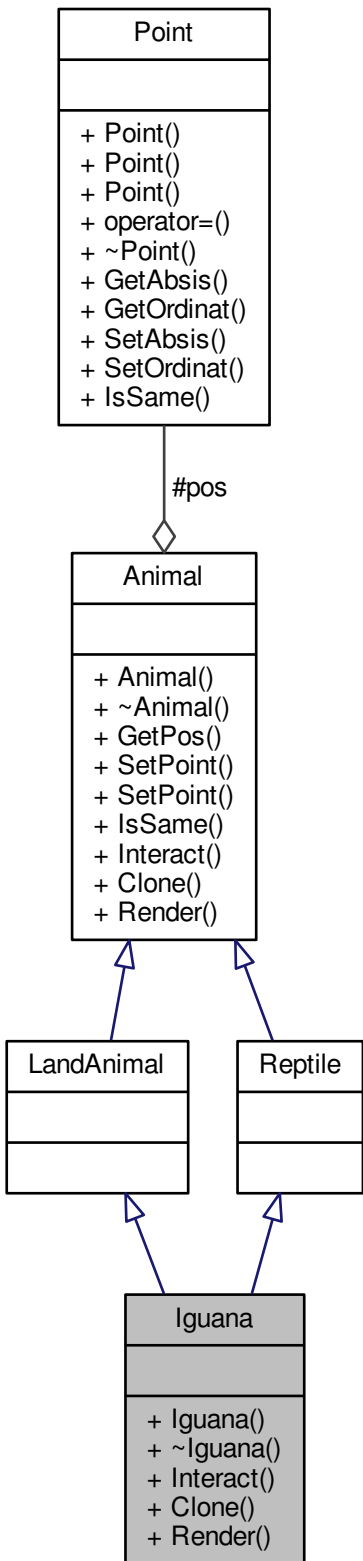 Point
+ Point()
+ Point()
+ Point()
+ operator=()
+ ~Point()
+ GetAbsis()
+ GetOrdinat()
+ SetAbsis()
+ SetOrdinat()
+ IsSame()
#pos
Animal
+ Animal()
+ ~Animal()
+ GetPos()
+ SetPoint()
+ SetPoint()
+ IsSame()
+ Interact()
+ Clone()
+ Render()
LandAnimal
Reptile
Iguana
+ Iguana()
+ ~Iguana()
+ Interact()
+ Clone()
+ Render()